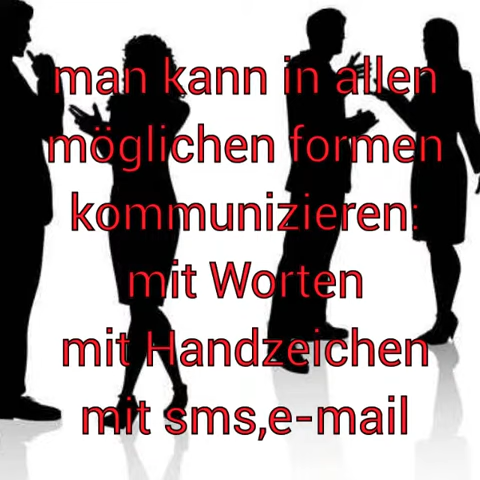 man kann in allen
möglichen formen
kommunizieren:
mit Worten
mit Handzeichen
mit sms,e-mail